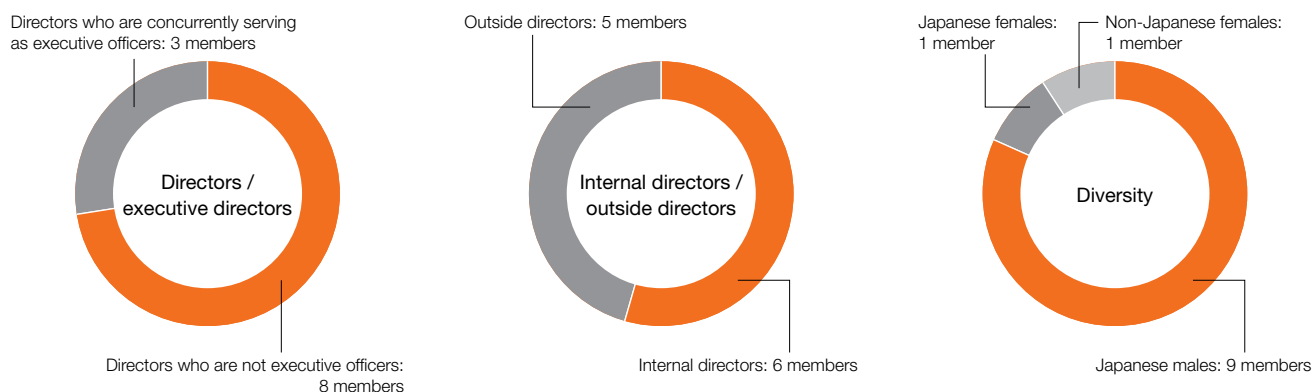 Directors who are concurrently serving
as executive officers: 3 members
Directors /
executive directors
Directors who are not executive officers:
8 members
Outside directors: 5 members
Internal directors /
outside directors
Internal directors: 6 members
Japanese females:
1 member
Non-Japanese females:
1 member
Diversity
Japanese males: 9 members